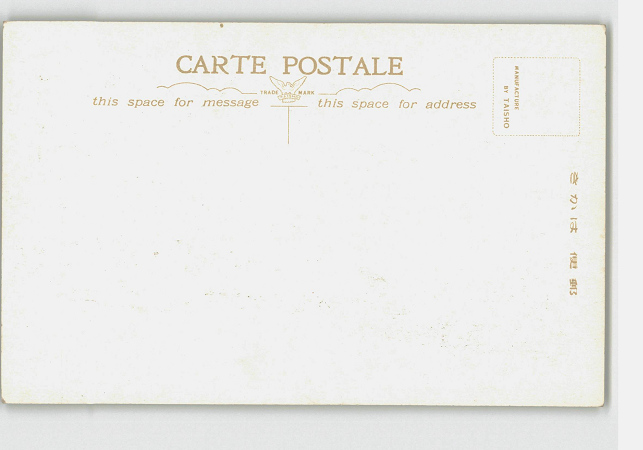 CARTE POSTALE
TRADE MARK
this space for message
this space for address
MANUFACTURE
BY TAISHO
きかは便郵